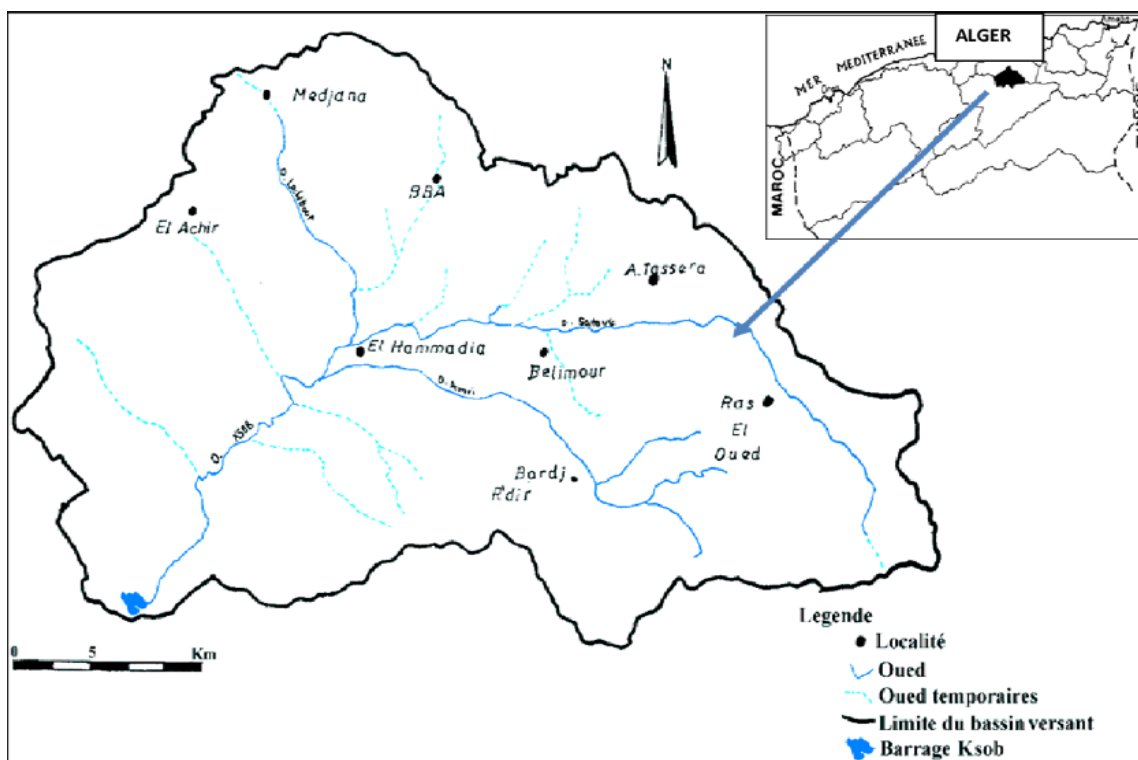 ALGER
MER MEDITERRANEE
MAROC
N
Medjana
BBA
El Achir
A.Tassera
El Hammadia
Belimour
Ras
El
Oued
Bordj
R'dir
O. KSOB
Legende
Localité
Oued
Oued temporaires
Limite du bassin versant
Barrage Ksob
0 5 Km